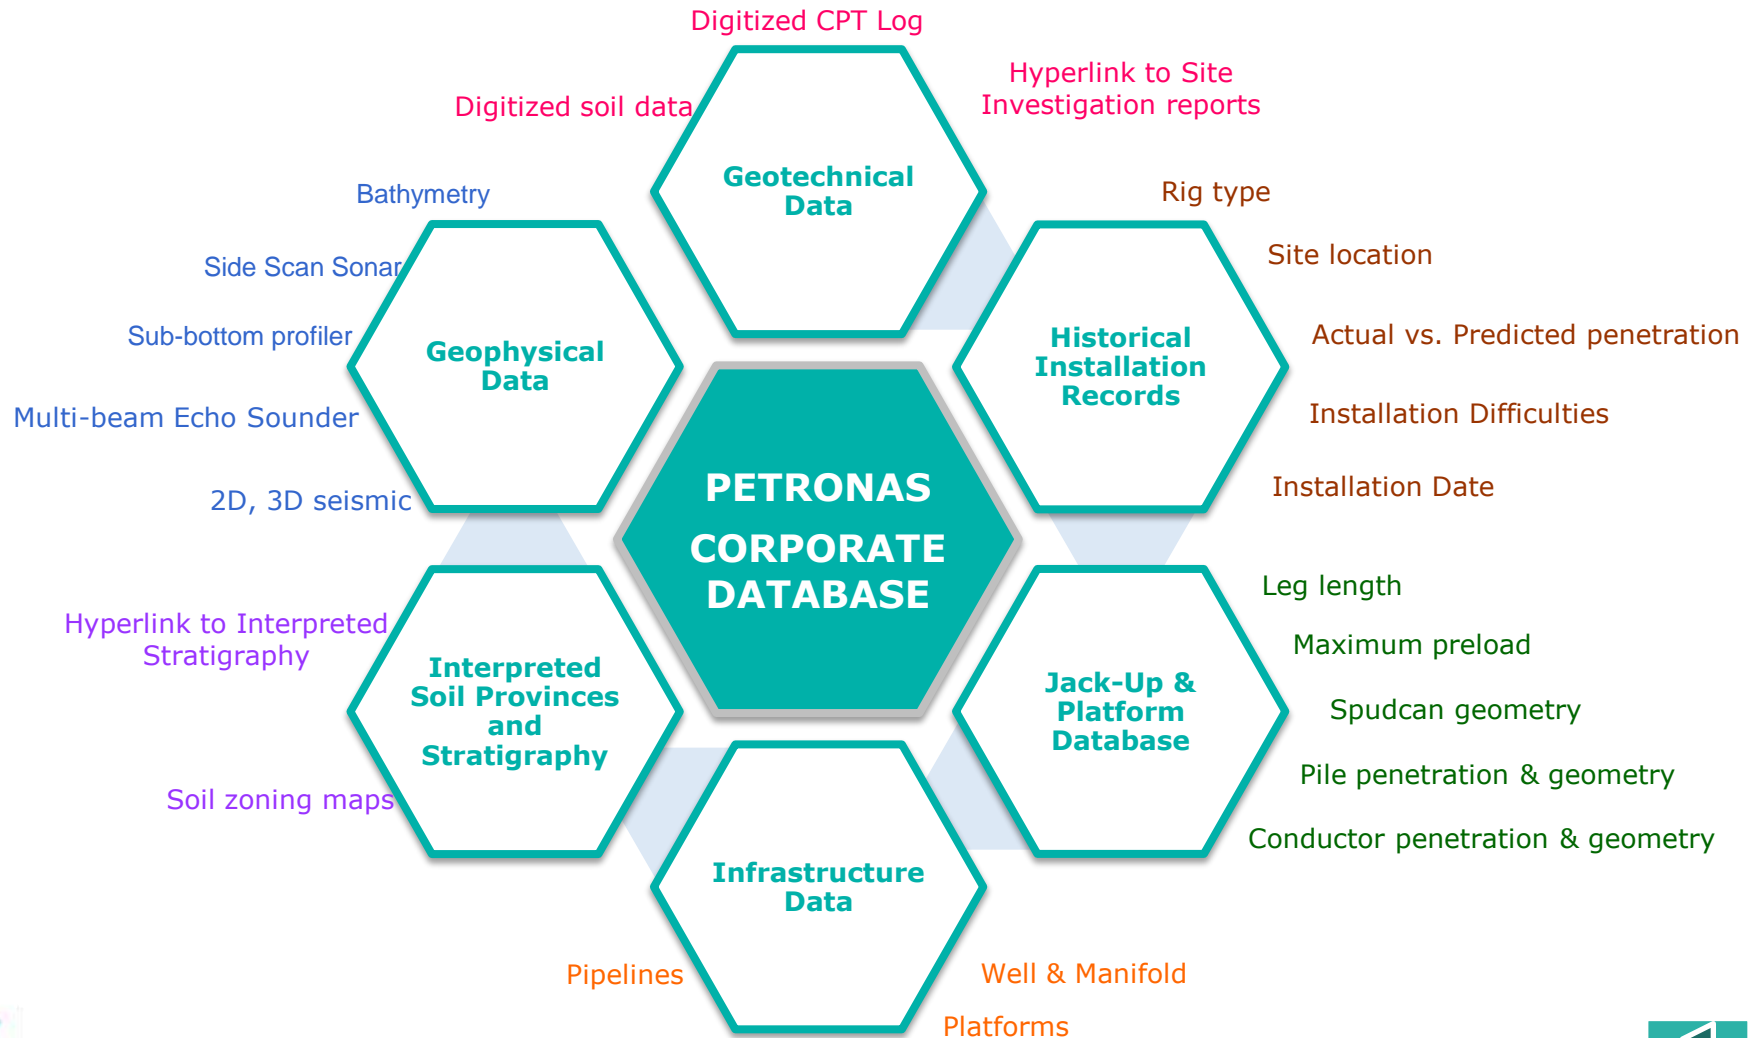 Digitized CPT Log
Hyperlink to Site
Investigation reports
Digitized soil data
Geotechnical
Data
Bathymetry
Side Scan Sonar
Sub-bottom profiler
Multi-beam Echo Sounder
2D, 3D seismic
Geophysical
Data
Rig type
Site location
Actual vs. Predicted penetration
Installation Difficulties
Installation Date
Historical
Installation
Records
PETRONAS
CORPORATE
DATABASE
Hyperlink to Interpreted
Stratigraphy
Soil zoning maps
Interpreted
Soil Provinces
and
Stratigraphy
Leg length
Maximum preload
Spudcan geometry
Pile penetration & geometry
Conductor penetration & geometry
Jack-Up &
Platform
Database
Infrastructure
Data
Pipelines
Well & Manifold
Platforms